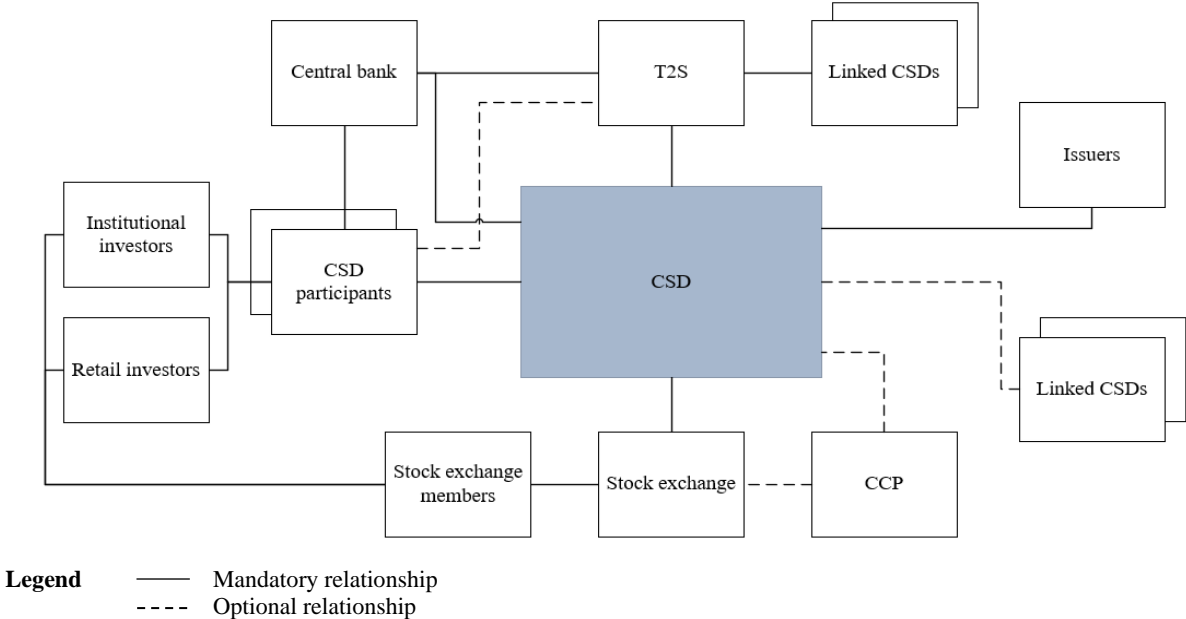 Central bank
T2S
Linked CSDs
Issuers
Institutional
investors
CSD
participants
CSD
Retail investors
Linked CSDs
Stock exchange
members
Stock exchange
CCP
Legend
Mandatory relationship
Optional relationship